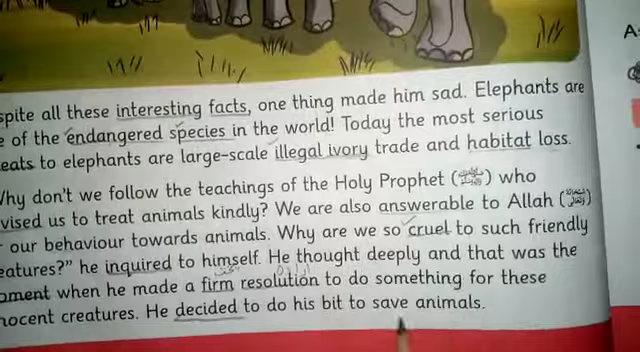 spite all these interesting facts, one thing made him sad. Elephants are
e of the endangered species in the world! Today the most serious
eats to elephants are large-scale illegal ivory trade and habitat loss.
Why don't we follow the teachings of the Holy Prophet () who
vised us to treat animals kindly? We are also answerable to Allah ()
our behaviour towards animals. Why are we so cruel to such friendly
eatures?" he inquired to himself. He thought deeply and that was the
oment when he made a firm resolution to do something for these
nocent creatures. He decided to do his bit to save animals.
A